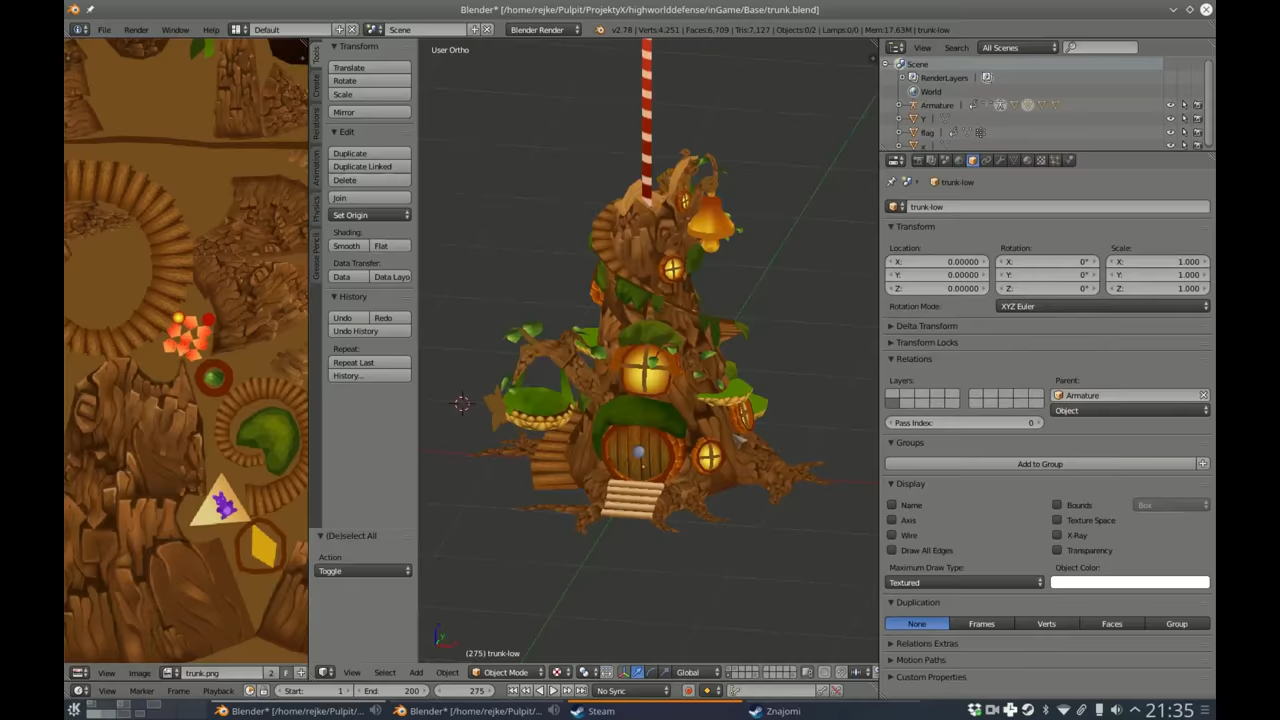 Blender* [/home/rejke/Pulpit/ProjektyX/highworlddefense/inGame/Base/trunk.blend]
File Render Window Help Default Scene Blender Render v2.78 | Verts:4,251 | Faces:6,709 | Tris:7,127 | Objects:0/2 | Lamps:0/0 | Mem:17.63M | trunk-low
Tools
Create
Relations
Animation
Physics
Grease Pencil
Transform
Translate
Rotate
Scale
Mirror
Edit
Duplicate
Duplicate Linked
Delete
Join
Set Origin
Shading:
Smooth Flat
Data Transfer:
Data Data Layo
History
Undo Redo
Undo History
Repeat:
Repeat Last
History...
(De)select All
Action
Toggle
User Ortho
(275) trunk-low
View Search All Scenes
Scene
RenderLayers
World
Armature
Y
flag
x
trunk-low
trunk-low
Transform
Location: Rotation: Scale:
X: 0.00000 X: 0° X: 1.000
Y: 0.00000 Y: 0° Y: 1.000
Z: 0.00000 Z: 0° Z: 1.000
Rotation Mode: XYZ Euler
Delta Transform
Transform Locks
Relations
Layers: Parent:
Armature
Object
Pass Index: 0
Groups
Add to Group
Display
Name Bounds Box
Axis Texture Space
Wire X-Ray
Draw All Edges Transparency
Maximum Draw Type: Object Color:
Textured
Duplication
None Frames Verts Faces Group
Relations Extras
Motion Paths
Custom Properties
View Image trunk.png 2 F View Select Add Object Object Mode Global
View Marker Frame Playback Start: 1 End: 200 275 No Sync
Blender* [/home/rejke/Pulpit/... Blender* [/home/rejke/Pulpit/... Steam Znajomi 21:35